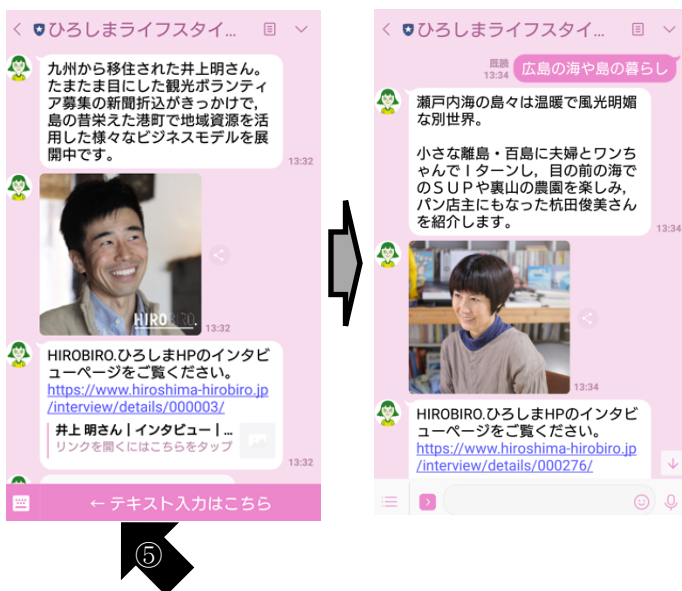 ひろしまライフスタイ...
九州から移住された井上明さん。
たまたま目にした観光ボランティ
ア募集の新聞折込がきっかけで，
島の昔栄えた港町で地域資源を活
用した様々なビジネスモデルを展
開中です。
13:32
HIROBIRO.
13:32
HIROBIRO.ひろしまHPのインタビ
ューページをご覧ください。
https://www.hiroshima-hirobiro.jp
/interview/details/000003/
井上 明さん | インタビュー | ...
リンクを開くにはこちらをタップ
13:32
← テキスト入力はこちら
⑤
ひろしまライフスタイ...
既読
13:34
広島の海や島の暮らし
瀬戸内海の島々は温暖で風光明媚
な別世界。
小さな離島・百島に夫婦とワンち
ゃんでＩターンし，目の前の海で
のＳＵＰや裏山の農園を楽しみ，
パン店主にもなった杭田俊美さん
を紹介します。
13:34
13:34
HIROBIRO.ひろしまHPのインタビ
ューページをご覧ください。
https://www.hiroshima-hirobiro.jp
/interview/details/000276/